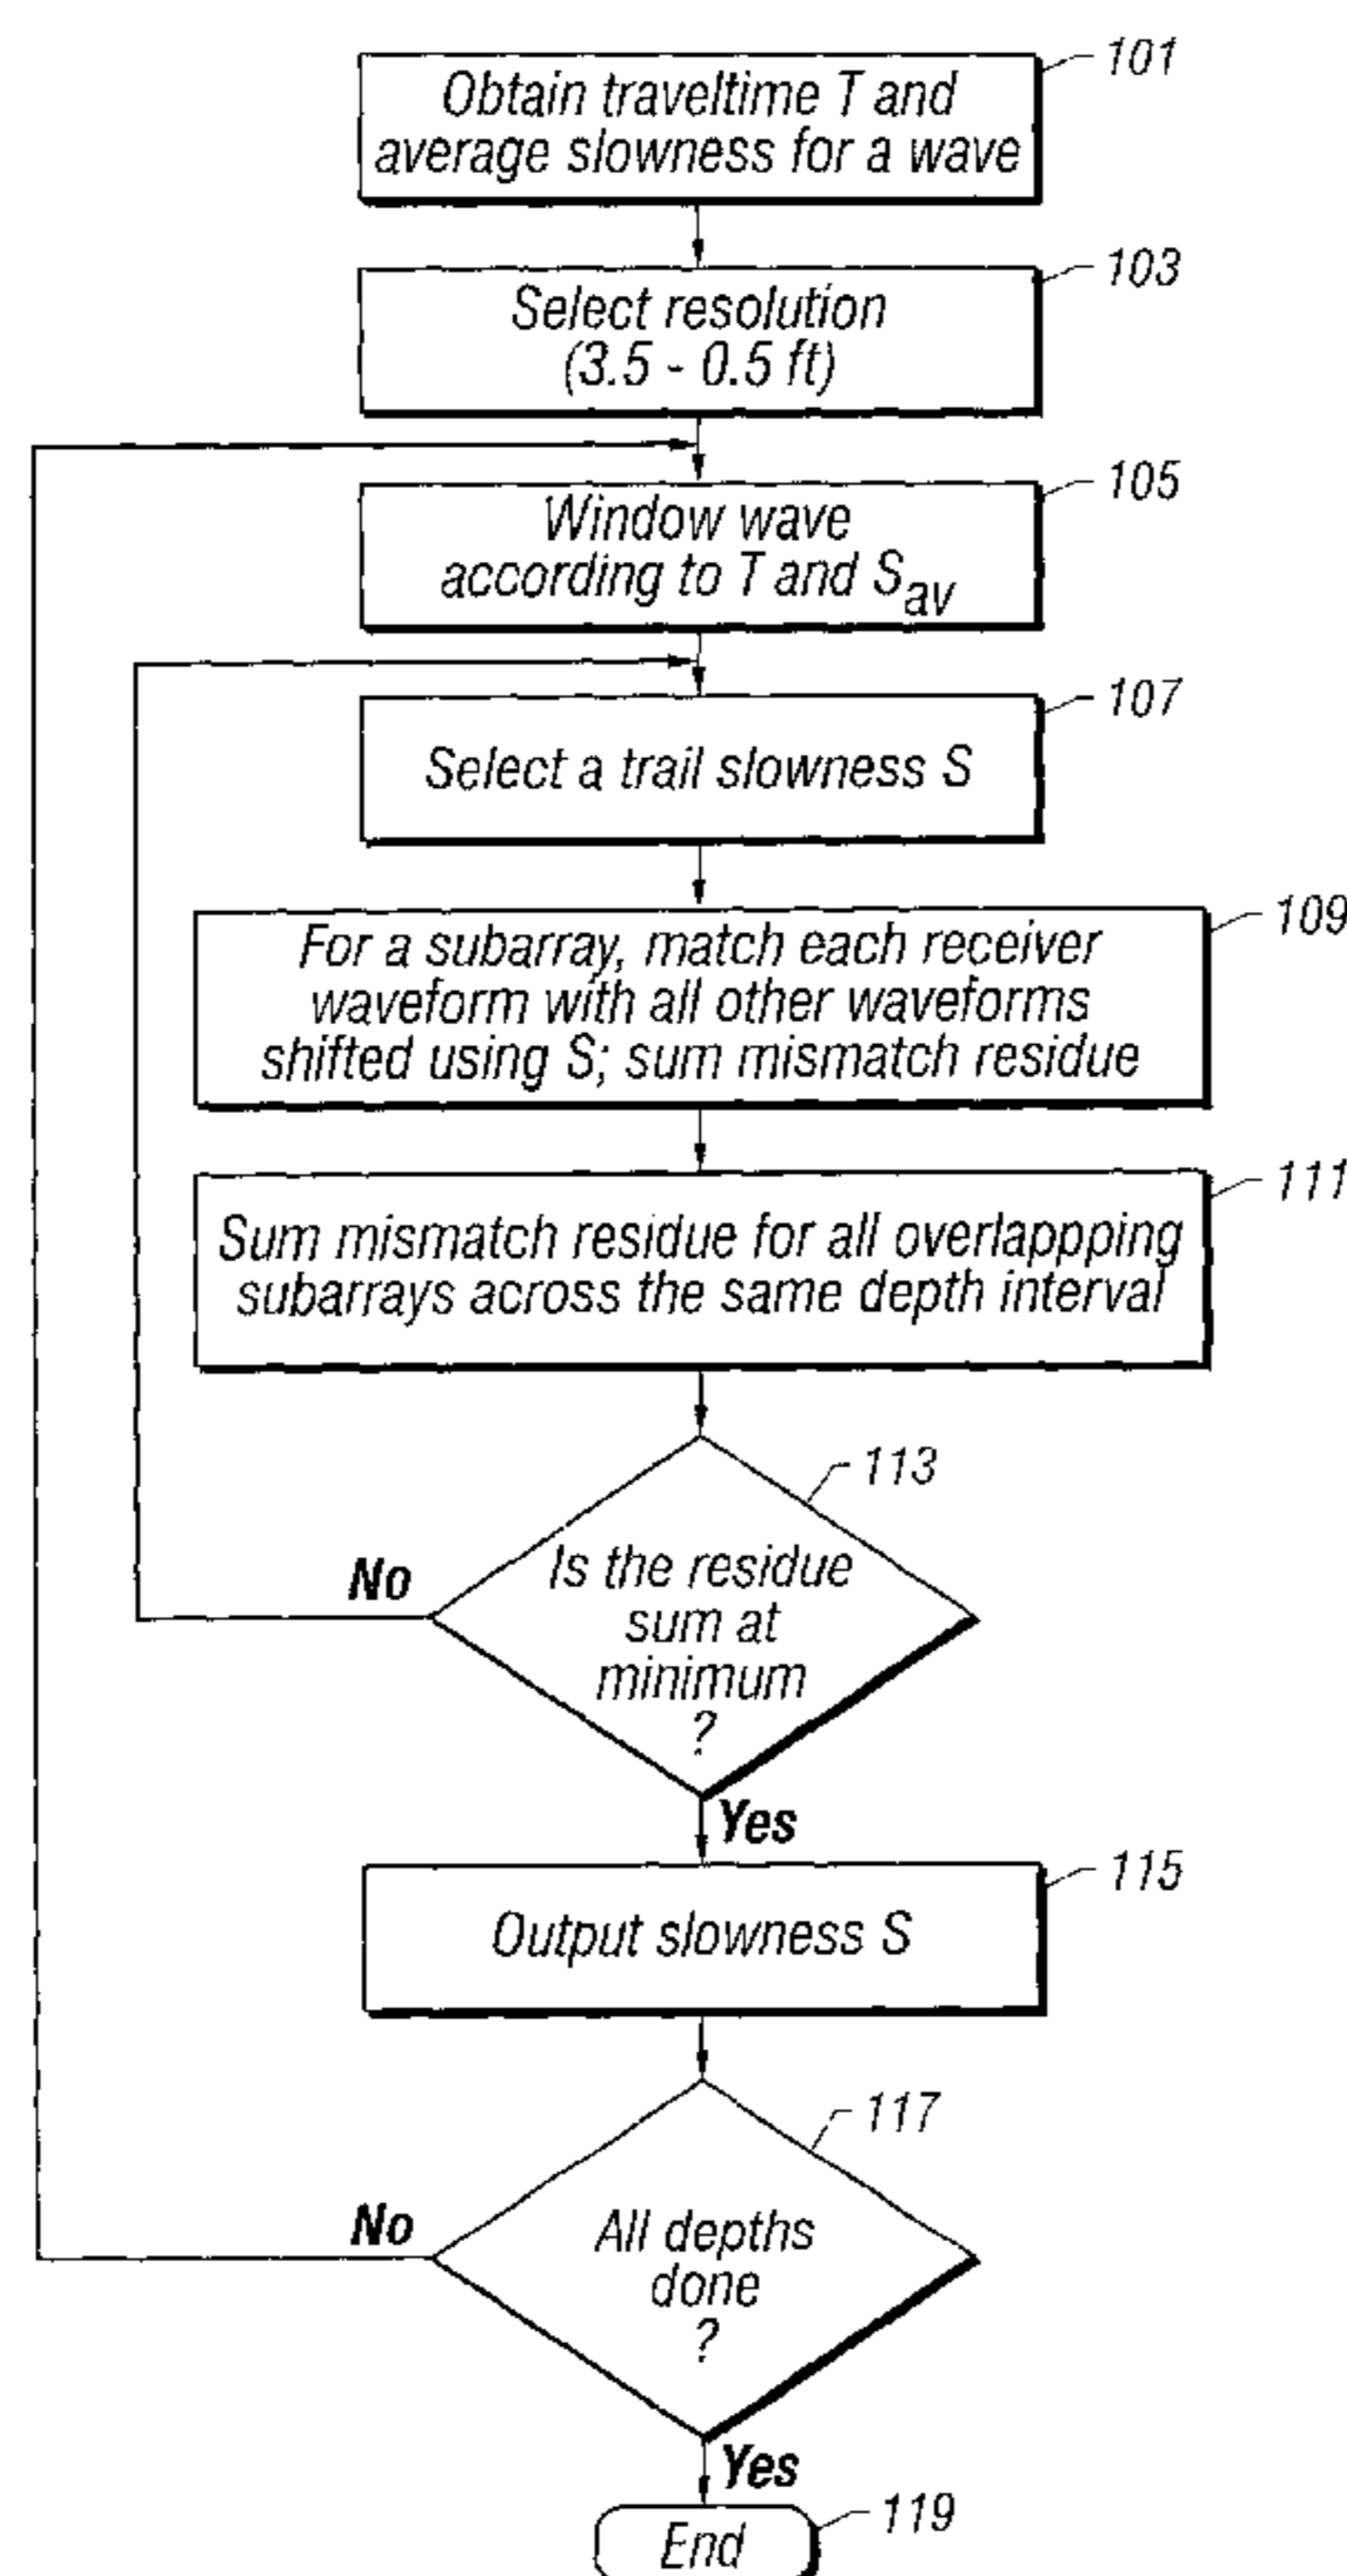 101
Obtain traveltime T and
average slowness for a wave
103
Select resolution
(3.5 - 0.5 ft)
105
Window wave
according to T and Sav
107
Select a trail slowness S
109
For a subarray, match each receiver
waveform with all other waveforms
shifted using S; sum mismatch residue
111
Sum mismatch residue for all overlappping
subarrays across the same depth interval
113
Is the residue
sum at
minimum
?
No
Yes
115
Output slowness S
117
All depths
done
?
No
Yes
119
End